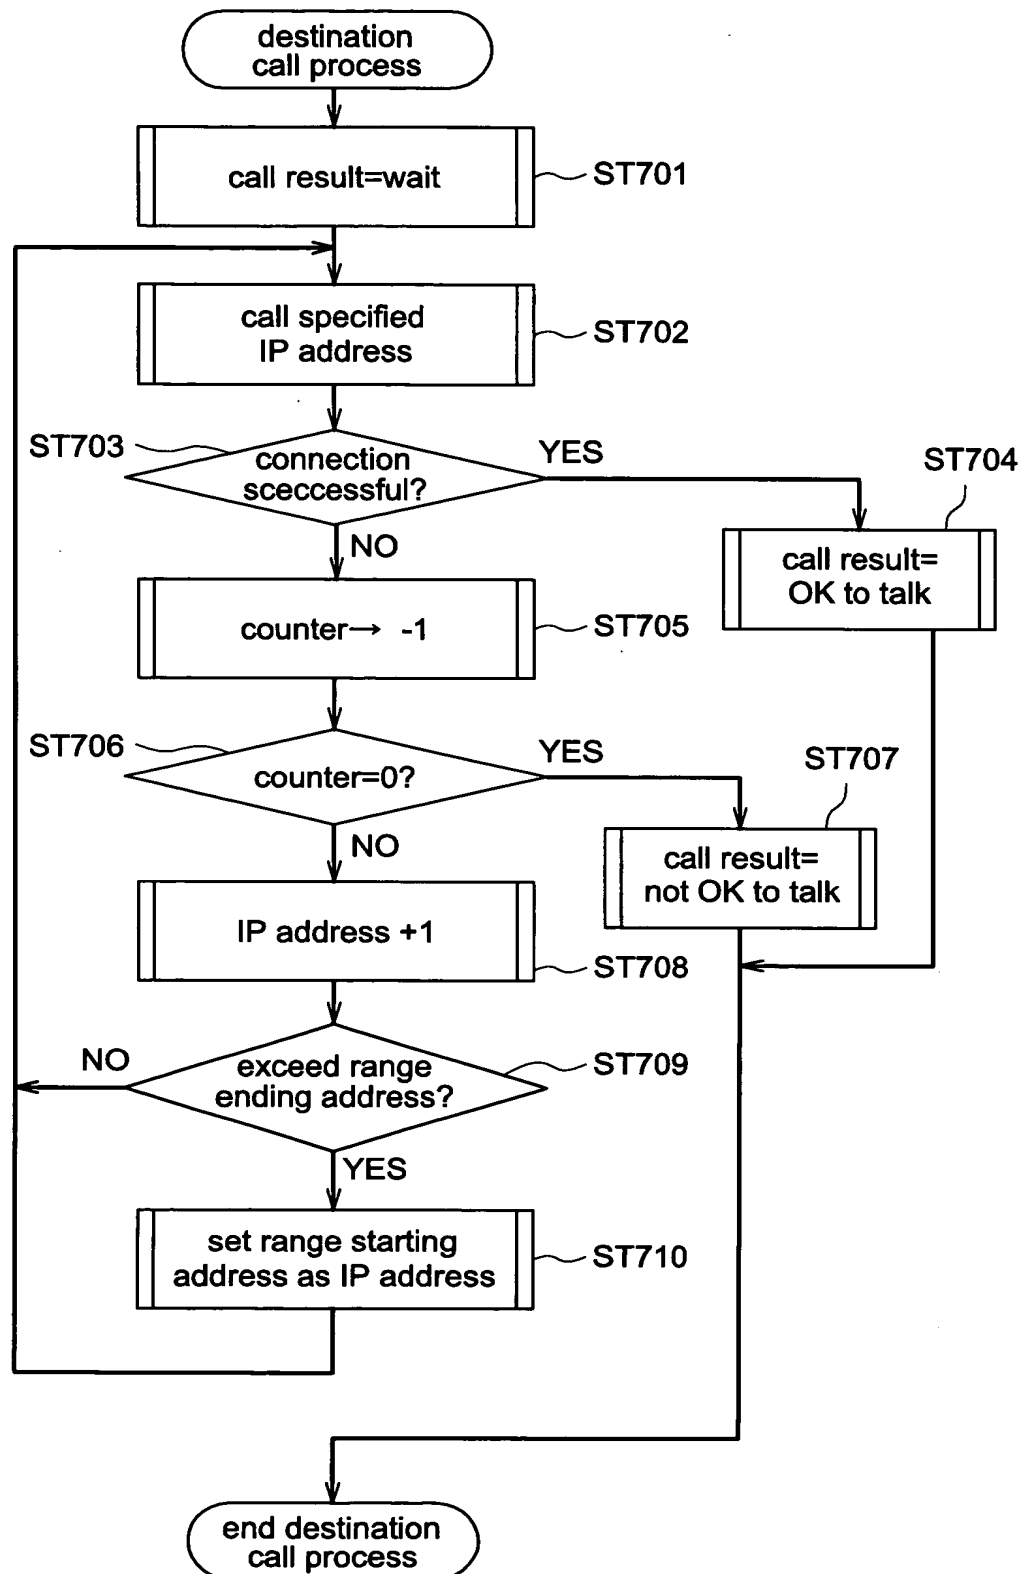 destination
call process
call result=wait
ST701
call specified
IP address
ST702
ST703
connection
sceccessful?
YES
ST704
call result=
OK to talk
NO
counter→ -1
ST705
ST706
counter=0?
YES
ST707
call result=
not OK to talk
NO
IP address +1
ST708
NO
exceed range
ending address?
ST709
YES
set range starting
address as IP address
ST710
end destination
call process